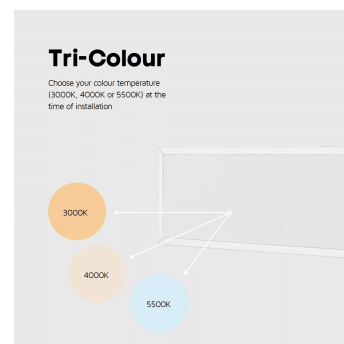 Tri-Colour
Choose your colour temperature
(3000K, 4000K or 5500K) at the
time of installation
3000K
4000K
5500K